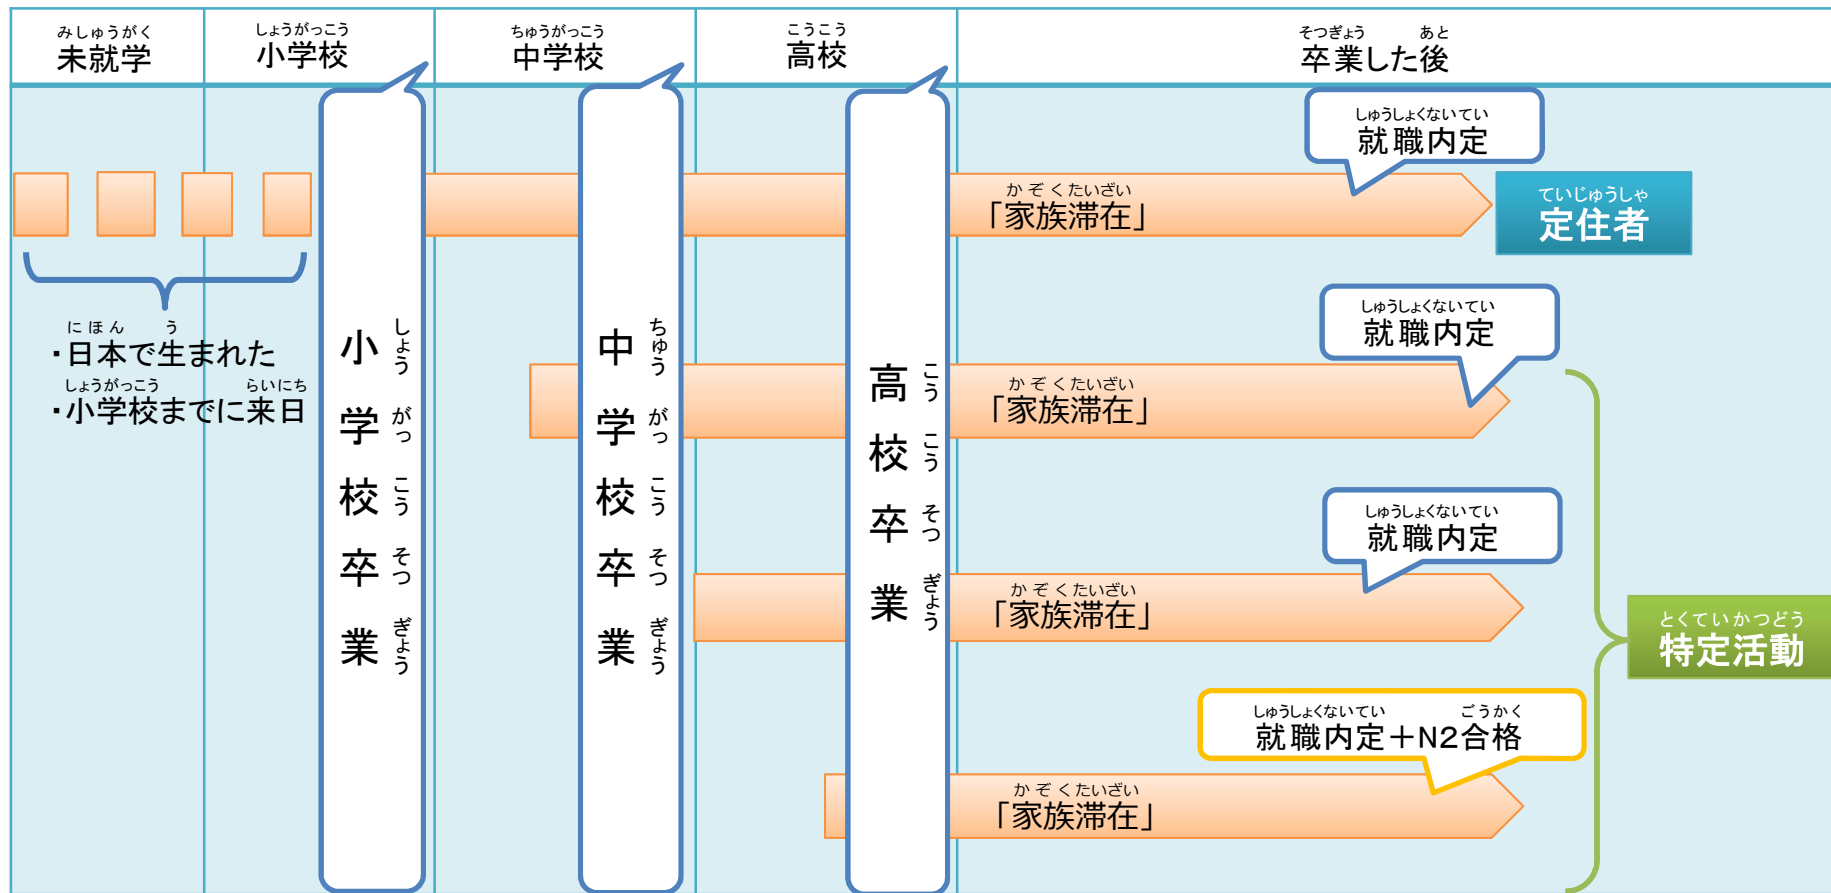 みしゅうがく
未就学
しょうがっこう
小学校
ちゅうがっこう
中学校
こうこう
高校
そつぎょう あと
卒業した後
しゅうしょくないてい
就職内定
かぞくたいざい
「家族滞在」
ていじゅうしゃ
定住者
にほん う
・日本で生まれた
しょうがっこう らいにち
・小学校までに来日
小学校卒業
しょうがっこうそつぎょう
中学校卒業
ちゅうがっこうそつぎょう
高校卒業
こうこうそつぎょう
しゅうしょくないてい
就職内定
かぞくたいざい
「家族滞在」
しゅうしょくないてい
就職内定
かぞくたいざい
「家族滞在」
とくていかつどう
特定活動
しゅうしょくないてい ごうかく
就職内定＋N2合格
かぞくたいざい
「家族滞在」